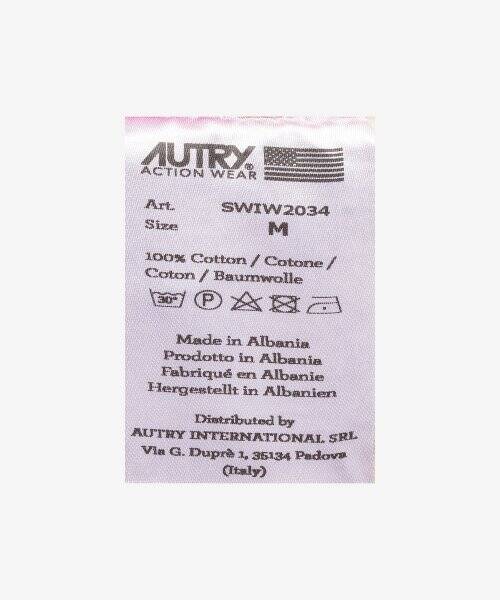 AUTRY®
ACTION WEAR
Art. SWIW2034
Size M
100% Cotton / Cotone /
Coton / Baumwolle
30° P
Made in Albania
Prodotto in Albania
Fabriqué en Albanie
Hergestellt in Albanien
Distributed by
AUTRY INTERNATIONAL SRL
Via G. Duprè 1, 35134 Padova
(Italy)